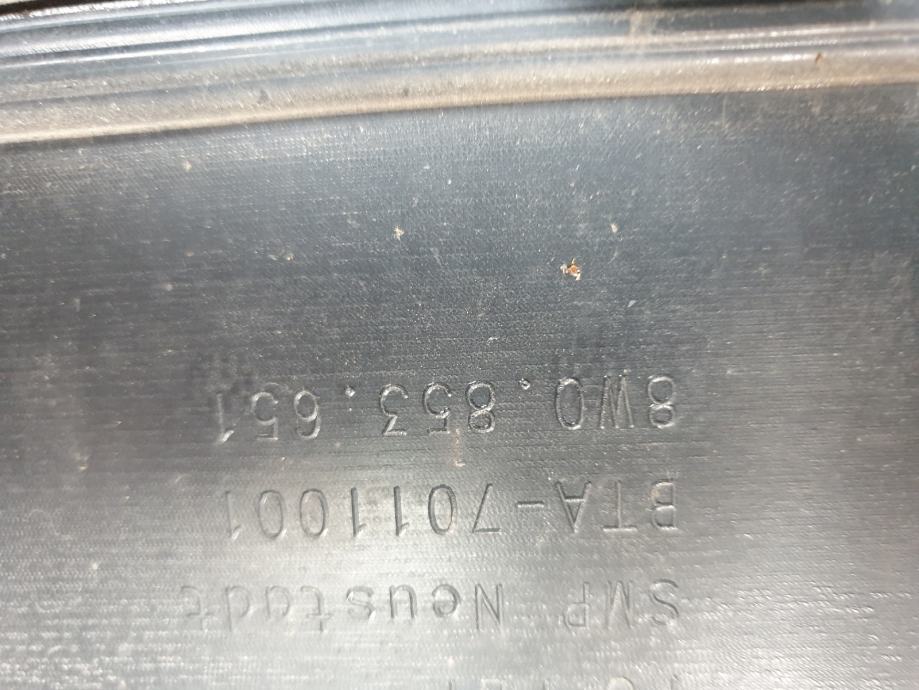 8W0.853.651
BTA-7011001
SMP Neustadt